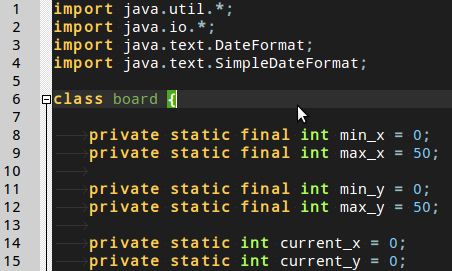 1 import java.util.*;
2 import java.io.*;
3 import java.text.DateFormat;
4 import java.text.SimpleDateFormat;
5
6 class board {
7
8 private static final int min_x = 0;
9 private static final int max_x = 50;
10
11 private static final int min_y = 0;
12 private static final int max_y = 50;
13
14 private static int current_x = 0;
15 private static int current_y = 0;